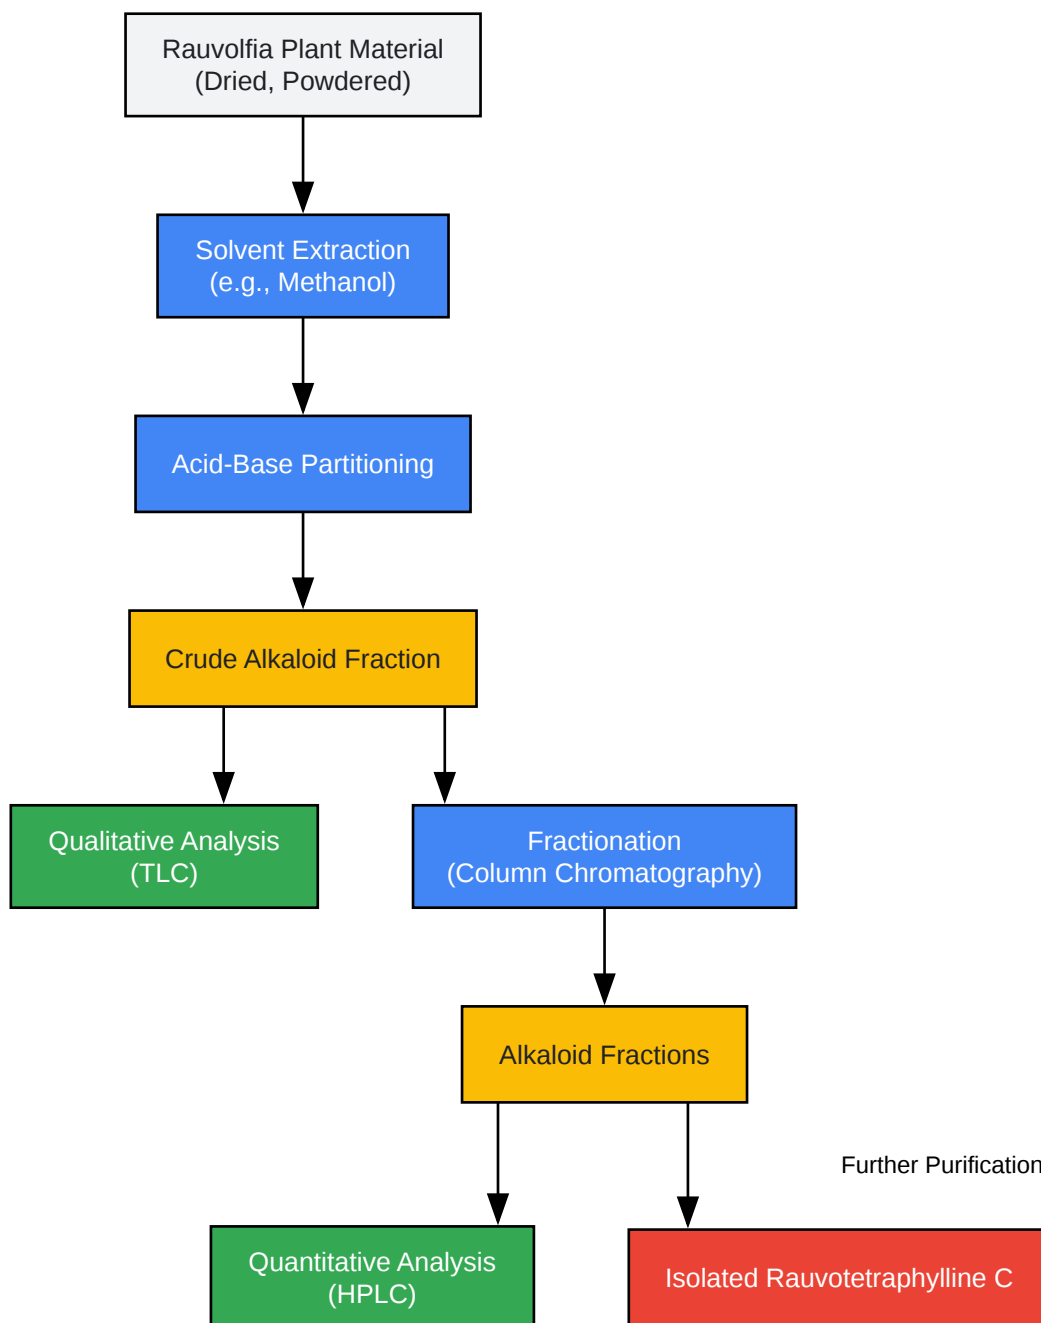 Rauvolfia Plant Material
(Dried, Powdered)
Solvent Extraction
(e.g., Methanol)
Acid-Base Partitioning
Crude Alkaloid Fraction
Qualitative Analysis
(TLC)
Fractionation
(Column Chromatography)
Alkaloid Fractions
Further Purification
Quantitative Analysis
(HPLC)
Isolated Rauvotetraphylline C